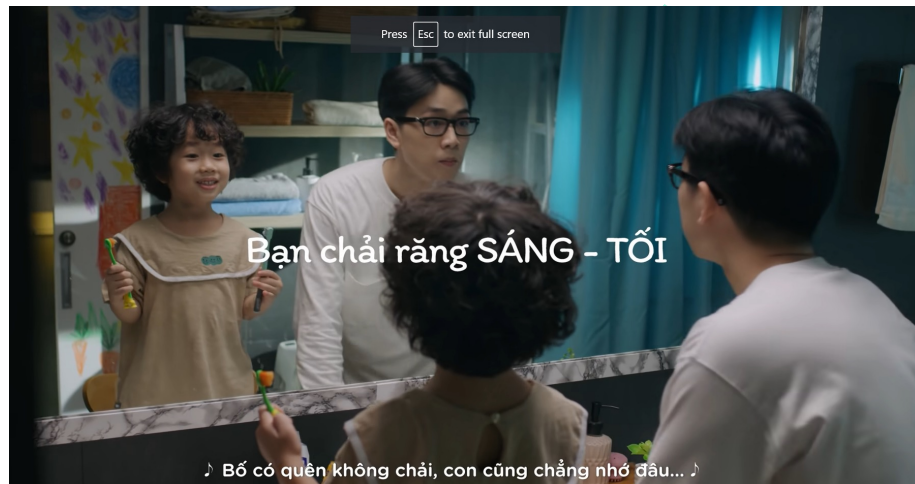 Press Esc to exit full screen
Bạn chải răng SÁNG - TỐI
♪ Bố có quên không chải, con cũng chẳng nhớ đâu... ♪